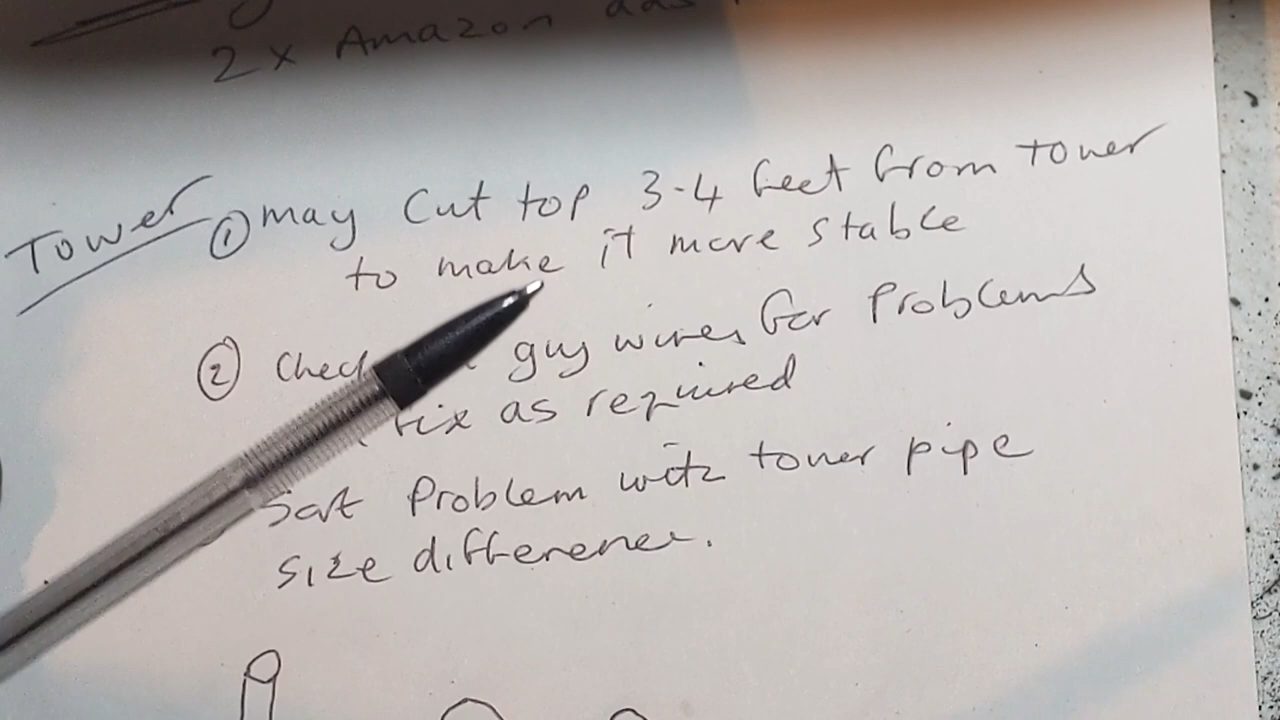 2 x Amazon
Tower ① may cut top 3-4 feet from tower
to make it more stable
② Check guy wires for problems
fix as required
Sort problem with tower pipe
size difference.